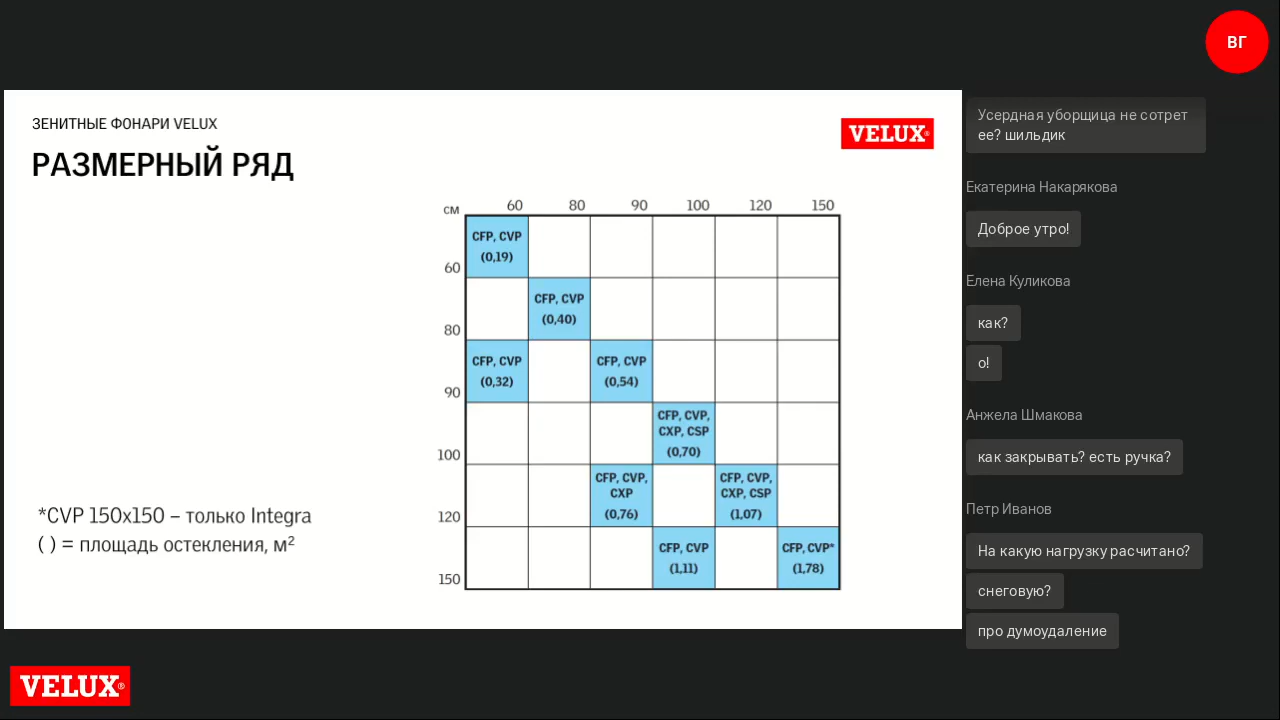 ВГ
ЗЕНИТНЫЕ ФОНАРИ VELUX
VELUX®
РАЗМЕРНЫЙ РЯД
см 60 80 90 100 120 150
CFP, CVP
(0,19)
60
CFP, CVP
(0,40)
80
CFP, CVP CFP, CVP
(0,32) (0,54)
90
CFP, CVP,
CXP, CSP
(0,70)
100
CFP, CVP, CFP, CVP,
CXP CXP, CSP
(0,76) (1,07)
120
CFP, CVP CFP, CVP*
(1,11) (1,78)
150
*CVP 150x150 – только Integra
( ) = площадь остекления, м²
Усердная уборщица не сотрет
ее? шильдик
Екатерина Накарякова
Доброе утро!
Елена Куликова
как?
о!
Анжела Шмакова
как закрывать? есть ручка?
Петр Иванов
На какую нагрузку расчитано?
снеговую?
про думоудаление
VELUX®